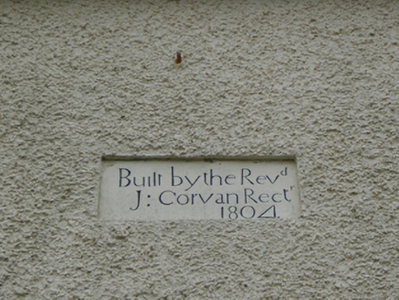 Built by the Revd
J: Corvan Rectr
1804.